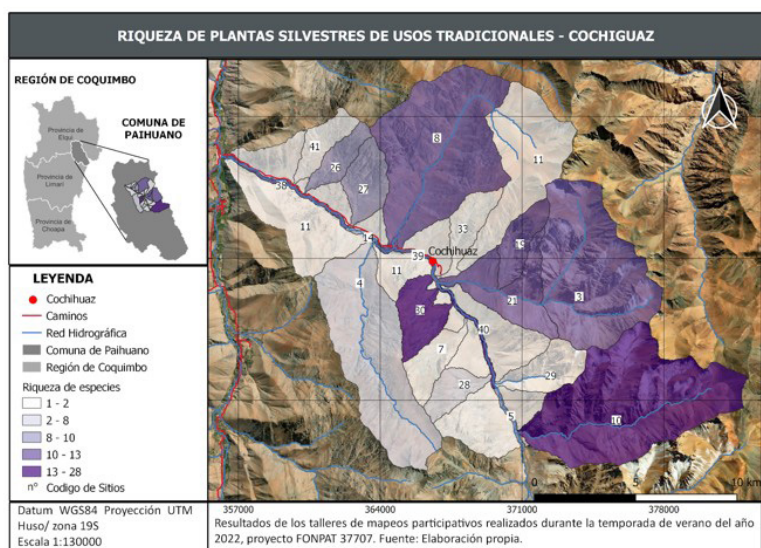 RIQUEZA DE PLANTAS SILVESTRES DE USOS TRADICIONALES - COCHIGUAZ
REGIÓN DE COQUIMBO
Provincia de
Elqui
Provincia de
Limarí
Provincia de
Choapa
COMUNA DE
PAIHUANO
LEYENDA
Cochihuaz
Caminos
Red Hidrográfica
Comuna de Paihuano
Región de Coquimbo
Riqueza de especies
1 - 2
2 - 8
8 - 10
10 - 13
13 - 28
n° Codigo de Sitios
Datum WGS84 Proyección UTM
Huso/ zona 19S
Escala 1:130000
N
41
26
8
11
38
27
11
14
33
39
Cochihuaz
19
11
4
21
3
30
40
7
28
29
5
10
0 5 10 km
357000 364000 371000 378000
Resultados de los talleres de mapeos participativos realizados durante la temporada de verano del año
2022, proyecto FONPAT 37707. Fuente: Elaboración propia.